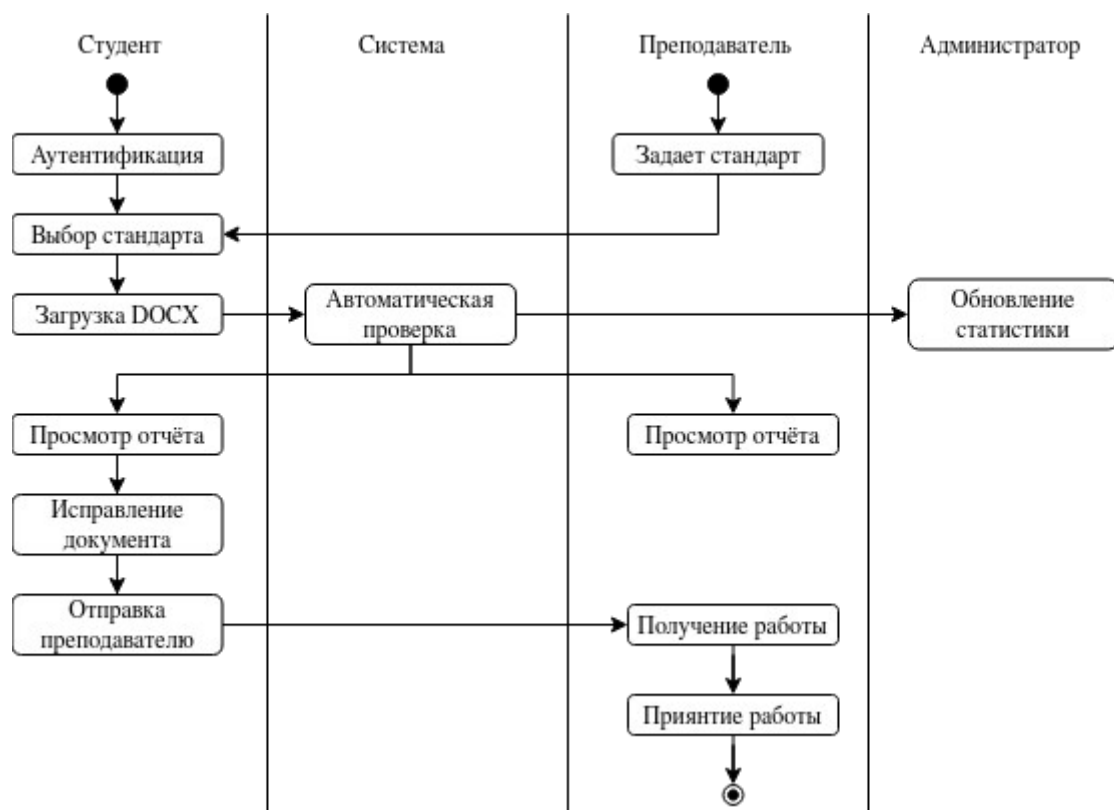 Студент
Система
Преподаватель
Администратор
Аутентификация
Задает стандарт
Выбор стандарта
Загрузка DOCX
Автоматическая
проверка
Обновление
статистики
Просмотр отчёта
Просмотр отчёта
Исправление
документа
Отправка
преподавателю
Получение работы
Приянтие работы